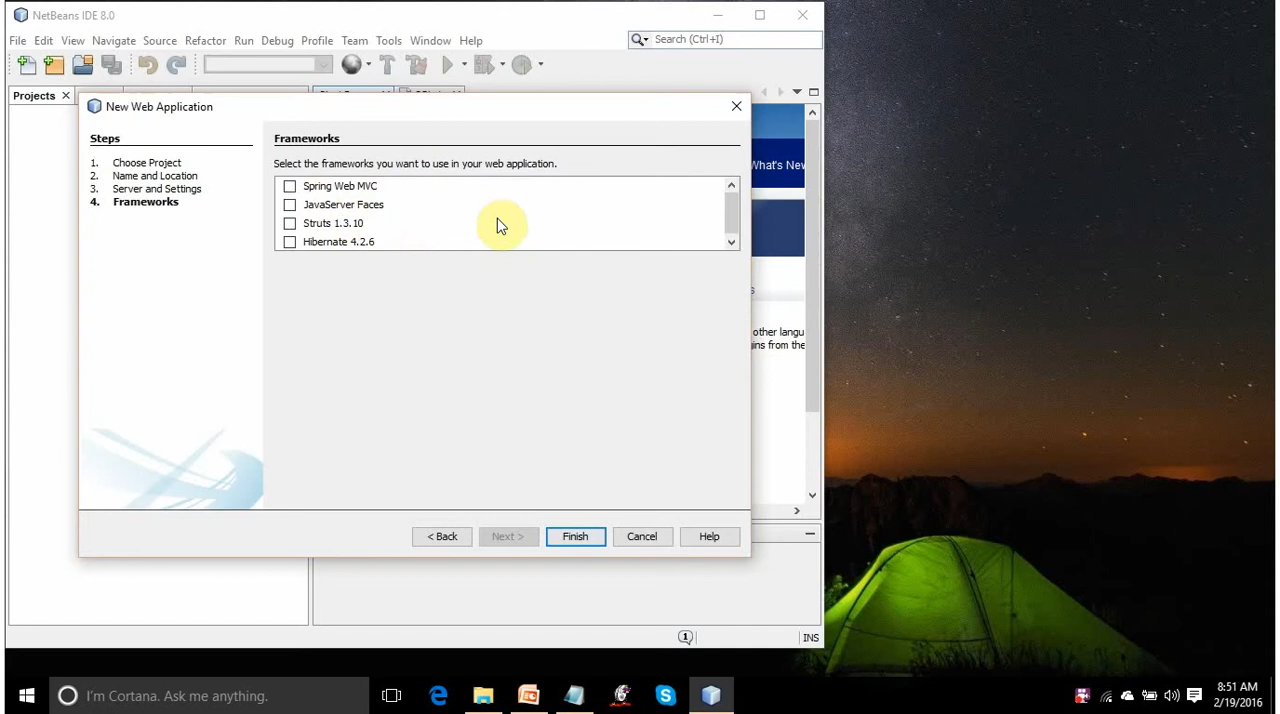 NetBeans IDE 8.0
File Edit View Navigate Source Refactor Run Debug Profile Team Tools Window Help
Search (Ctrl+I)
Projects
New Web Application
Steps
1. Choose Project
2. Name and Location
3. Server and Settings
4. Frameworks
Frameworks
Select the frameworks you want to use in your web application.
Spring Web MVC
JavaServer Faces
Struts 1.3.10
Hibernate 4.2.6
What's New
other langu
ins from the
< Back Next > Finish Cancel Help
1 INS
I'm Cortana. Ask me anything.
8:51 AM
2/19/2016